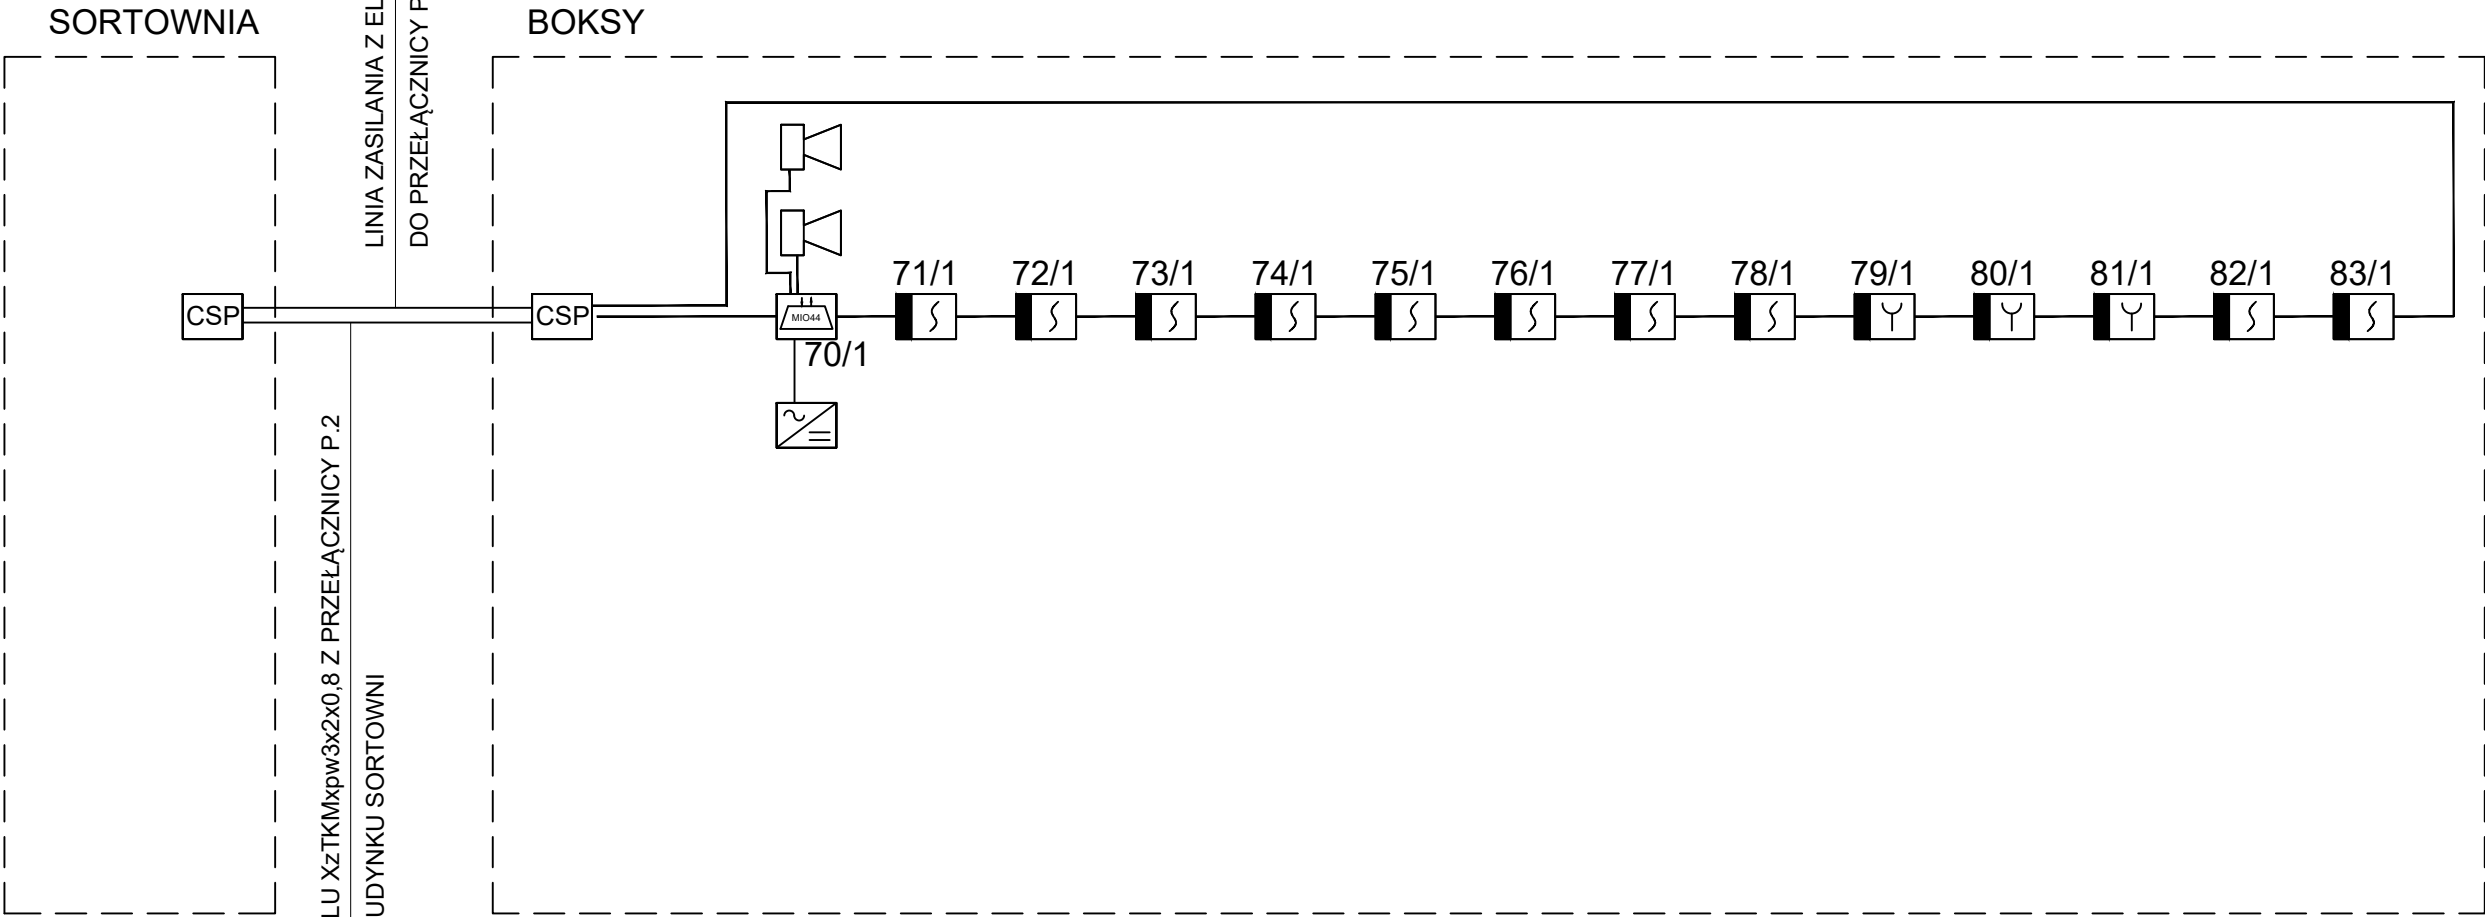 SORTOWNIA
BOKSY
LINIA ZASILANIA Z EL
DO PRZEŁĄCZNICY P
71/1
72/1
73/1
74/1
75/1
76/1
77/1
78/1
79/1
80/1
81/1
82/1
83/1
CSP
CSP
MIO44
70/1
LU XzTKMxpw3x2x0,8 Z PRZEŁĄCZNICY P.2
UDYNKU SORTOWNI